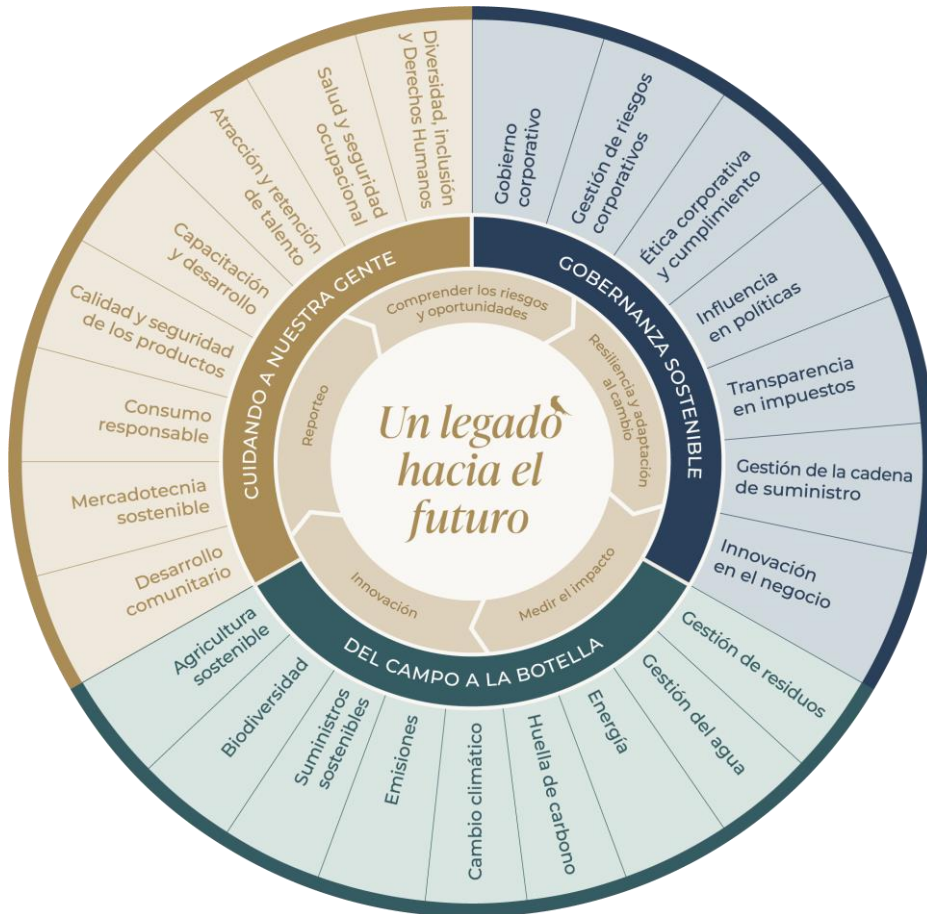 Un legado
hacia el
futuro
Comprender los riesgos
y oportunidades
Resiliencia y adaptación
al cambio
Medir el impacto
Innovación
Reporteo
GOBERNANZA SOSTENIBLE
Gobierno
corporativo
Gestión de riesgos
corporativos
Ética corporativa
y cumplimiento
Influencia
en políticas
Transparencia
en impuestos
Gestión de la cadena
de suministro
Innovación
en el negocio
DEL CAMPO A LA BOTELLA
Gestión de residuos
Gestión del agua
Energía
Huella de carbono
Cambio climático
Emisiones
Suministros
sostenibles
Biodiversidad
Agricultura
sostenible
CUIDANDO A NUESTRA GENTE
Desarrollo
comunitario
Mercadotecnia
sostenible
Consumo
responsable
Calidad y seguridad
de los productos
Capacitación
y desarrollo
Atracción y retención
de talento
Salud y seguridad
ocupacional
Diversidad, inclusión
y Derechos Humanos